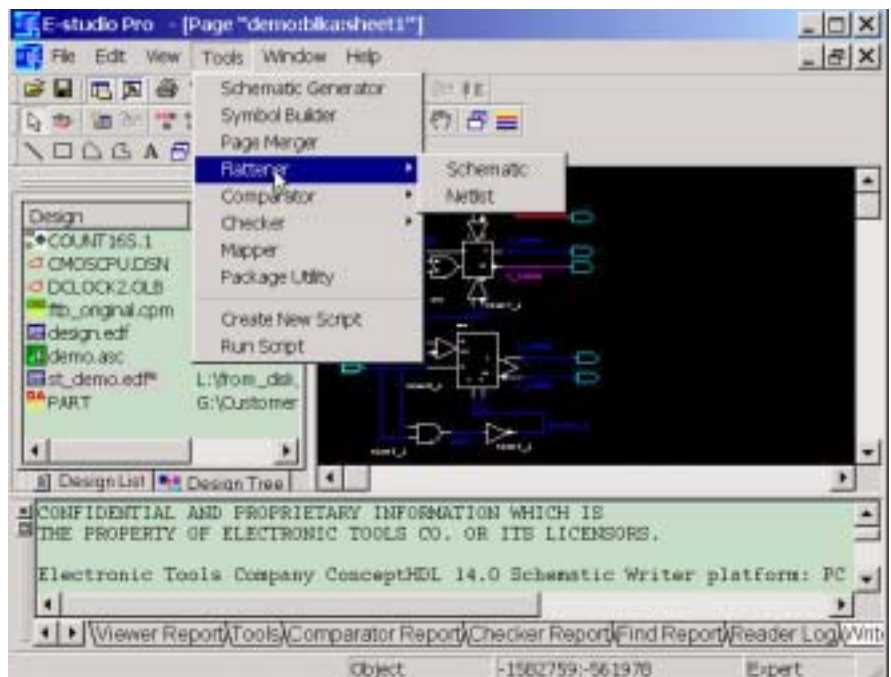 E-studio Pro - [Page "demo:blka:sheet1"]
File Edit View Tools Window Help
Schematic Generator
Symbol Builder
Page Merger
Flattener
Schematic
Netlist
Comparator
Checker
Mapper
Package Utility
Create New Script
Run Script
Design
COUNT16S.1
CMOSCPU.DSN
DCLOCK2.OLB
ftb_original.cpm
design.edf
demo.asc
st_demo.edf* L:\from_disk,
PART G:\Customer
Design List Design Tree
CONFIDENTIAL AND PROPRIETARY INFORMATION WHICH IS
THE PROPERTY OF ELECTRONIC TOOLS CO. OR ITS LICENSORS.
Electronic Tools Company ConceptHDL 14.0 Schematic Writer platform: PC
Viewer Report Tools Comparator Report Checker Report Find Report Reader Log Write
Object -1582759:-561978 Expert